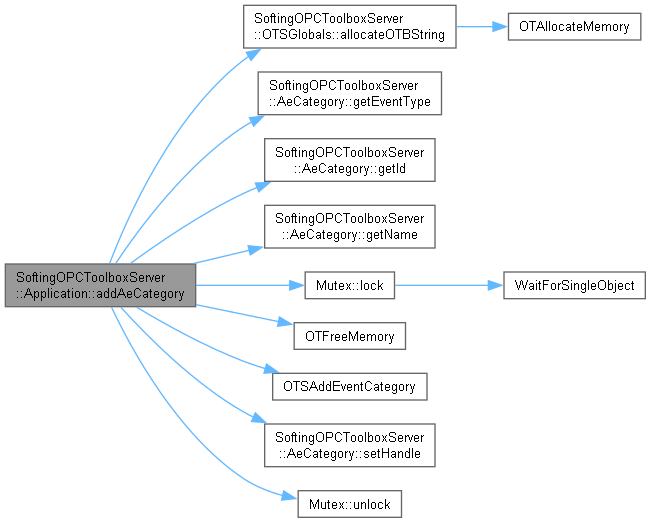 SoftingOPCToolboxServer
::OTSGlobals::allocateOTBString
OTAllocateMemory
SoftingOPCToolboxServer
::AeCategory::getEventType
SoftingOPCToolboxServer
::AeCategory::getId
SoftingOPCToolboxServer
::AeCategory::getName
SoftingOPCToolboxServer
::Application::addAeCategory
Mutex::lock
WaitForSingleObject
OTFreeMemory
OTSAddEventCategory
SoftingOPCToolboxServer
::AeCategory::setHandle
Mutex::unlock